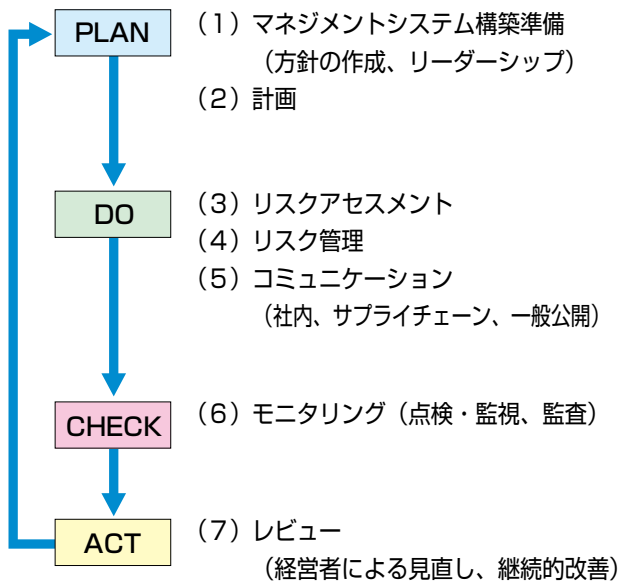 PLAN
(1)マネジメントシステム構築準備
(方針の作成、リーダーシップ)
(2)計画
DO
(3)リスクアセスメント
(4)リスク管理
(5)コミュニケーション
(社内、サプライチェーン、一般公開)
CHECK
(6)モニタリング(点検・監視、監査)
ACT
(7)レビュー
(経営者による見直し、継続的改善)